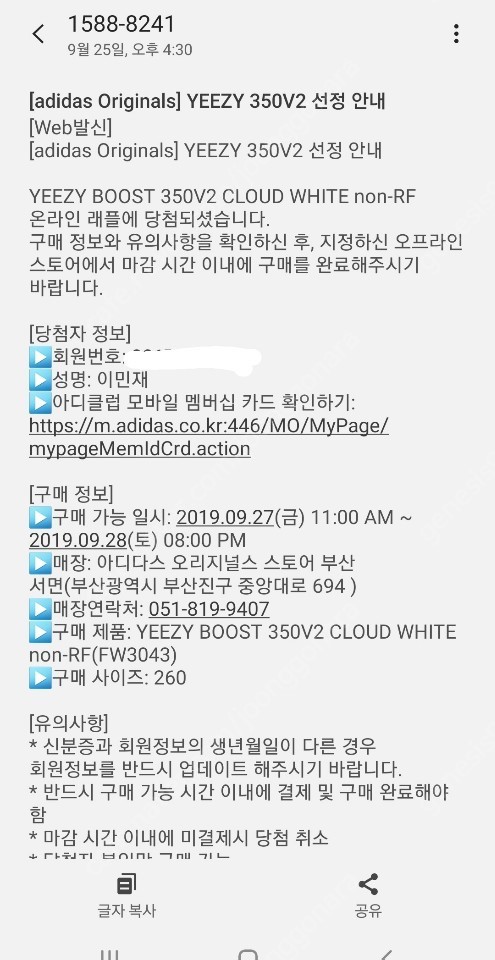 1588-8241
9월 25일, 오후 4:30
[adidas Originals] YEEZY 350V2 선정 안내
[Web발신]
[adidas Originals] YEEZY 350V2 선정 안내
YEEZY BOOST 350V2 CLOUD WHITE non-RF
온라인 래플에 당첨되셨습니다.
구매 정보와 유의사항을 확인하신 후, 지정하신 오프라인
스토어에서 마감 시간 이내에 구매를 완료해주시기
바랍니다.
[당첨자 정보]
▶회원번호:
▶성명: 이민재
▶아디클럽 모바일 멤버십 카드 확인하기:
https://m.adidas.co.kr:446/MO/MyPage/
mypageMemIdCrd.action
[구매 정보]
▶구매 가능 일시: 2019.09.27(금) 11:00 AM ~
2019.09.28(토) 08:00 PM
▶매장: 아디다스 오리지널스 스토어 부산
서면(부산광역시 부산진구 중앙대로 694 )
▶매장연락처: 051-819-9407
▶구매 제품: YEEZY BOOST 350V2 CLOUD WHITE
non-RF(FW3043)
▶구매 사이즈: 260
[유의사항]
* 신분증과 회원정보의 생년월일이 다른 경우
회원정보를 반드시 업데이트 해주시기 바랍니다.
* 반드시 구매 가능 시간 이내에 결제 및 구매 완료해야
함
* 마감 시간 이내에 미결제시 당첨 취소
* 당첨자 본인만 구매 가능
글자 복사
공유